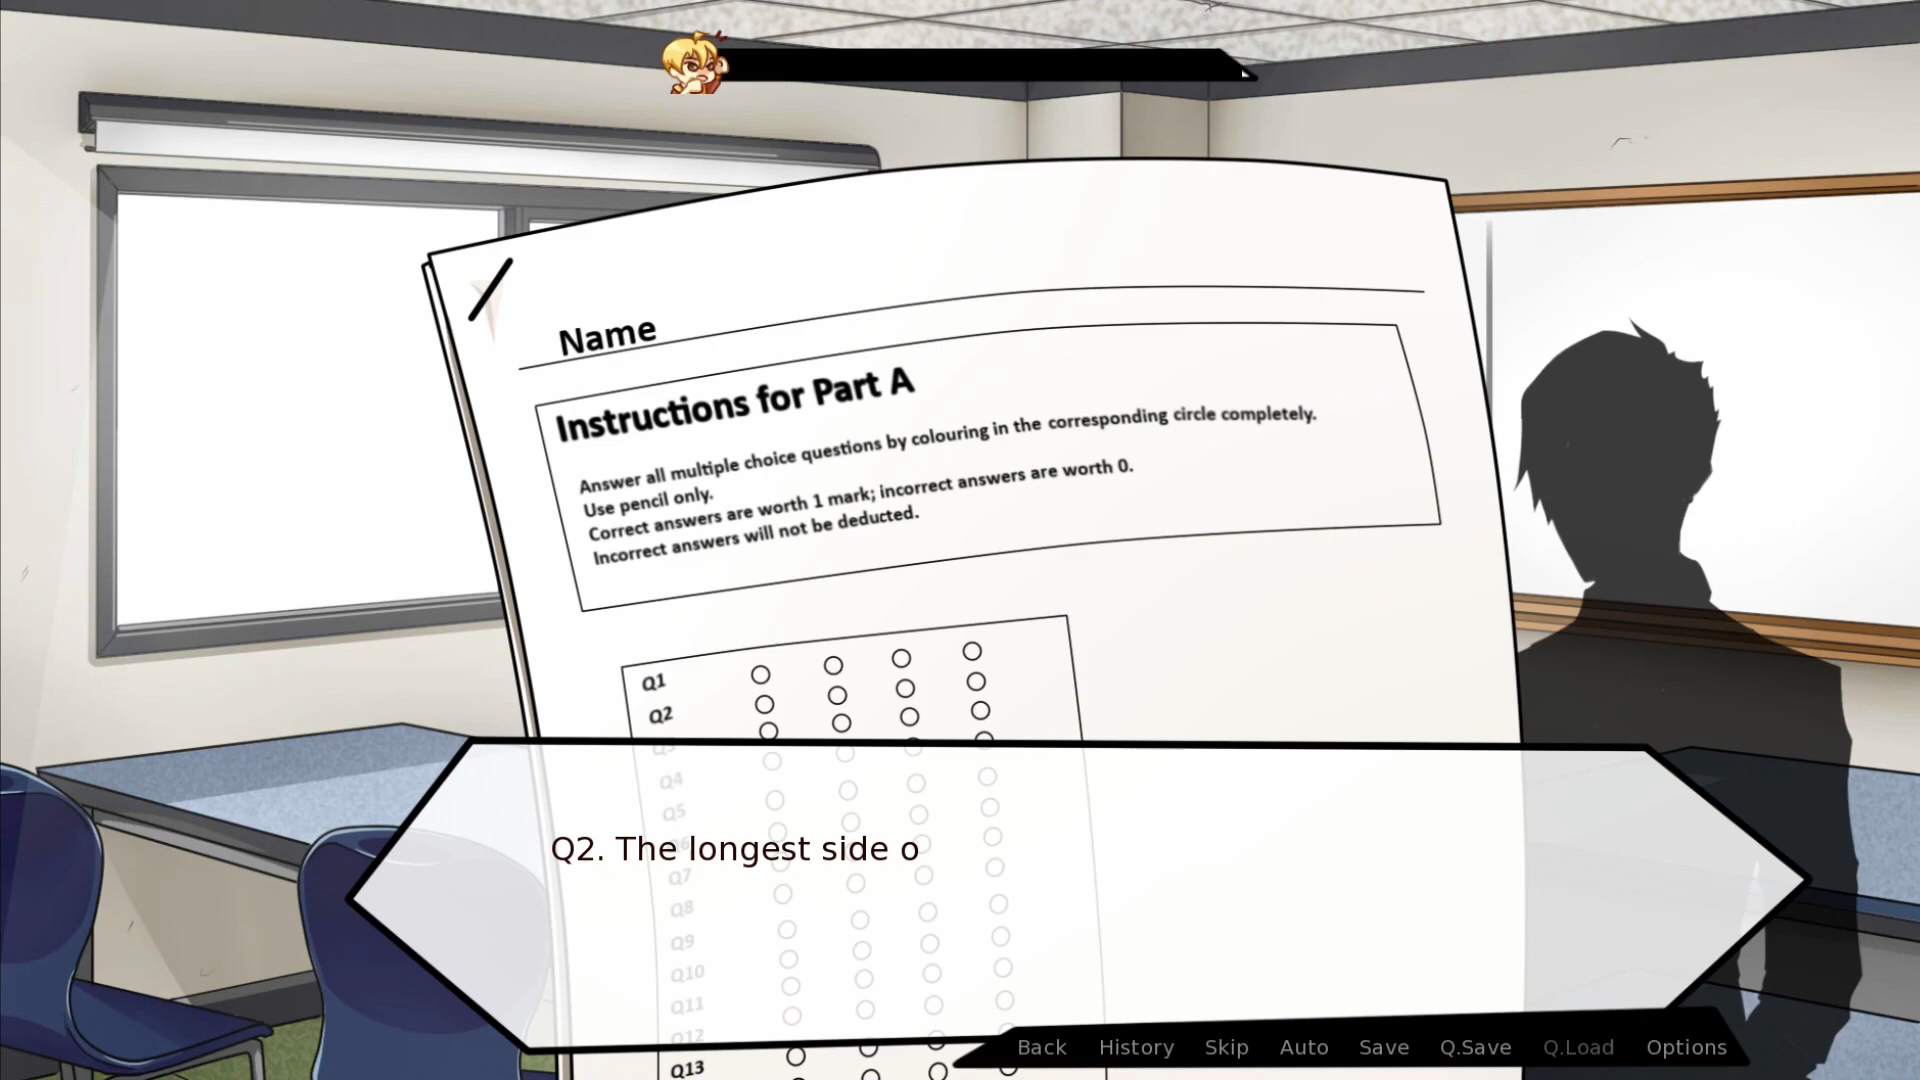 Name
Instructions for Part A
Answer all multiple choice questions by colouring in the corresponding circle completely.
Use pencil only.
Correct answers are worth 1 mark; incorrect answers are worth 0.
Incorrect answers will not be deducted.
Q1
Q2
Q3
Q4
Q5
Q6
Q7
Q8
Q9
Q10
Q11
Q12
Q13
Q2. The longest side o
Back History Skip Auto Save Q.Save Q.Load Options